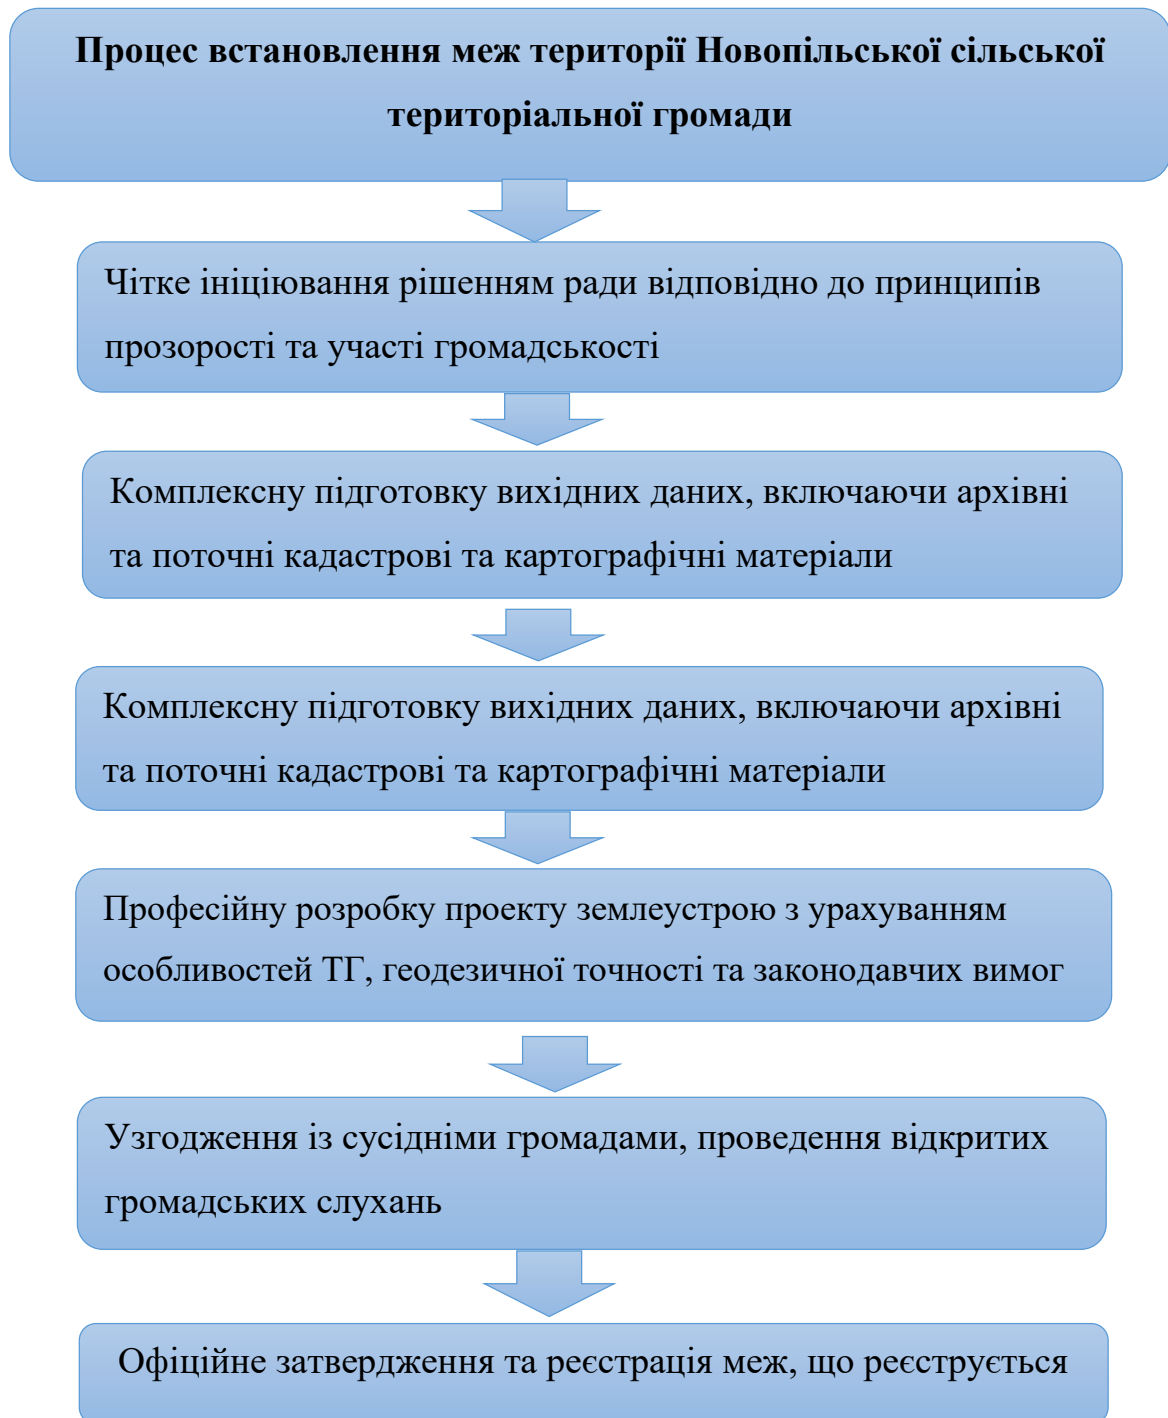 Процес встановлення меж території Новопільської сільської
територіальної громади
Чітке ініціювання рішенням ради відповідно до принципів
прозорості та участі громадськості
Комплексну підготовку вихідних даних, включаючи архівні
та поточні кадастрові та картографічні матеріали
Комплексну підготовку вихідних даних, включаючи архівні
та поточні кадастрові та картографічні матеріали
Професійну розробку проекту землеустрою з урахуванням
особливостей ТГ, геодезичної точності та законодавчих вимог
Узгодження із сусідніми громадами, проведення відкритих
громадських слухань
Офіційне затвердження та реєстрація меж, що реєструється